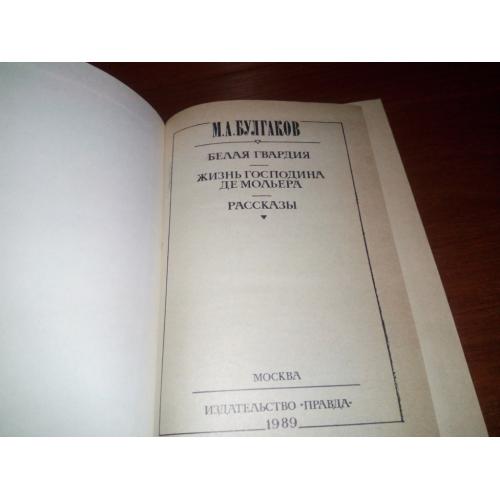 М.А.БУЛГАКОВ
БЕЛАЯ ГВАРДИЯ
ЖИЗНЬ ГОСПОДИНА
ДЕ МОЛЬЕРА
РАССКАЗЫ
МОСКВА
ИЗДАТЕЛЬСТВО «ПРАВДА»
1989